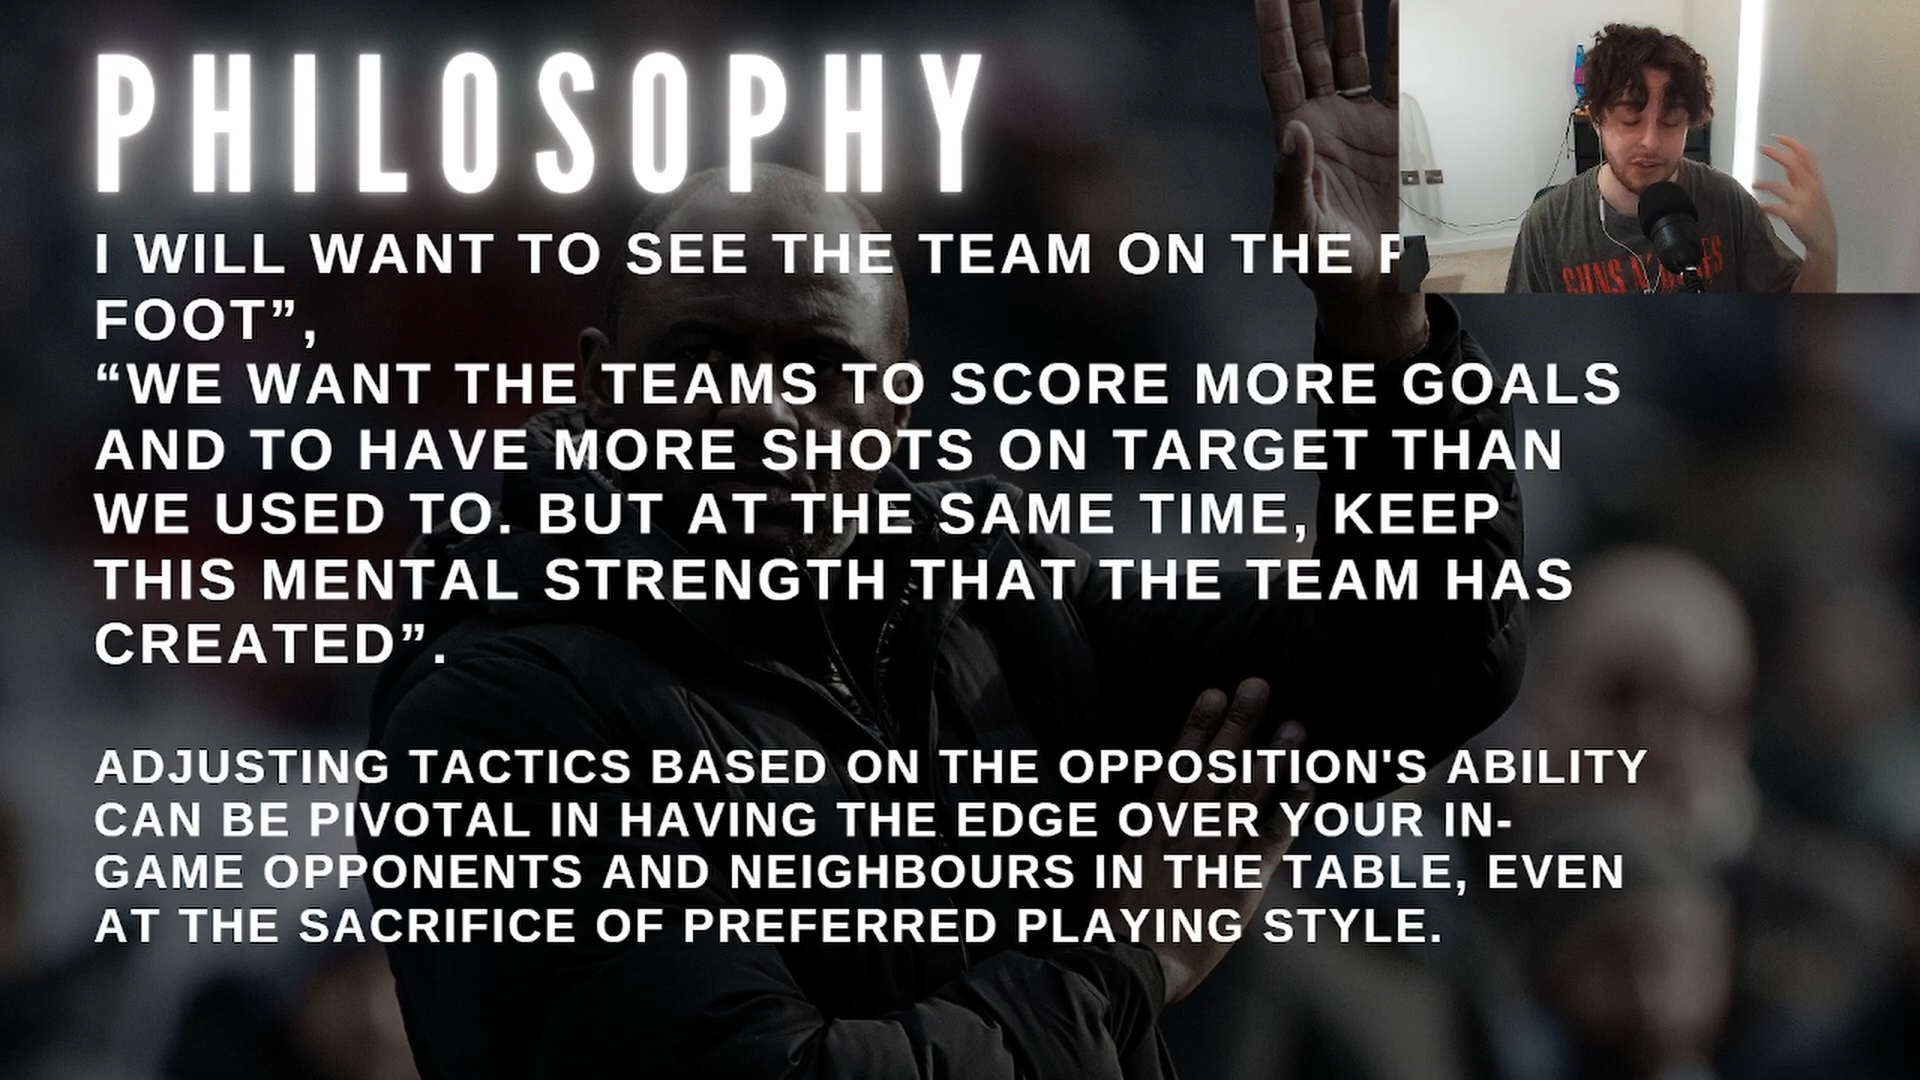 PHILOSOPHY
I WILL WANT TO SEE THE TEAM ON THE
FOOT”,
“WE WANT THE TEAMS TO SCORE MORE GOALS
AND TO HAVE MORE SHOTS ON TARGET THAN
WE USED TO. BUT AT THE SAME TIME, KEEP
THIS MENTAL STRENGTH THAT THE TEAM HAS
CREATED”.
ADJUSTING TACTICS BASED ON THE OPPOSITION'S ABILITY
CAN BE PIVOTAL IN HAVING THE EDGE OVER YOUR IN-
GAME OPPONENTS AND NEIGHBOURS IN THE TABLE, EVEN
AT THE SACRIFICE OF PREFERRED PLAYING STYLE.